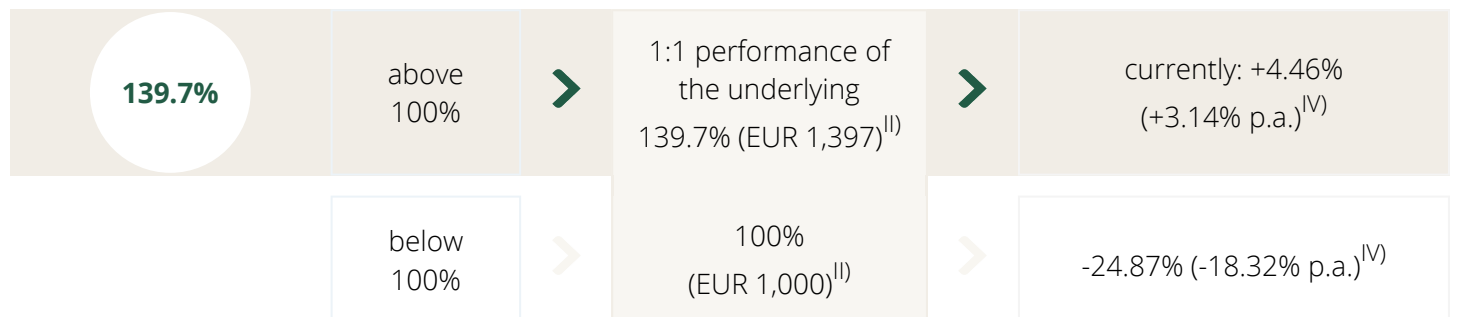 139.7%
above
100%
1:1 performance of
the underlying
139.7% (EUR 1,397)II)
currently: +4.46%
(+3.14% p.a.)IV)
below
100%
100%
(EUR 1,000)II)
-24.87% (-18.32% p.a.)IV)